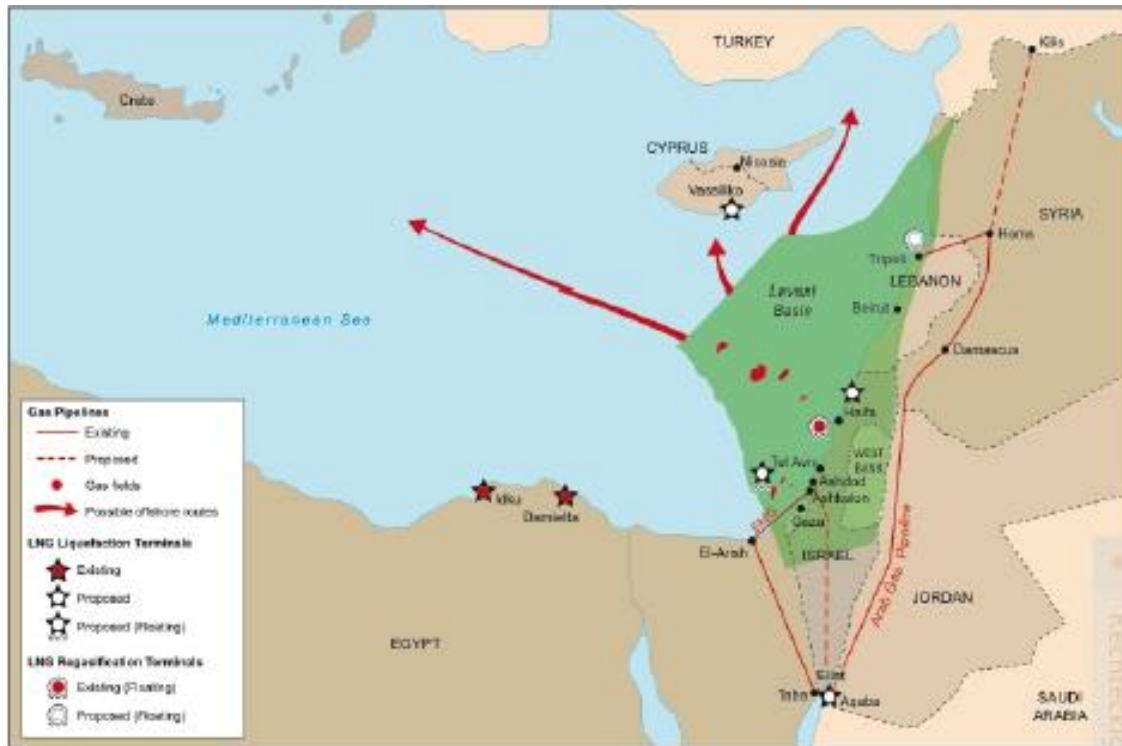 TURKEY
Kilis
Crete
CYPRUS
Nicosia
Vassiliko
SYRIA
Homs
Tripoli
LEBANON
Levant
Basin
Beirut
Mediterranean Sea
Damascus
Haifa
WEST
BANK
Tel Aviv
Ashdod
Ashkelon
Gaza
Idku
Damietta
El-Arish
ISRAEL
Arab Gas Pipeline
JORDAN
EGYPT
Eilat
Taba
Aqaba
SAUDI
ARABIA
Gas Pipelines
Existing
Proposed
Gas fields
Possible offshore routes
LNG Liquefaction Terminals
Existing
Proposed
Proposed (Floating)
LNG Regasification Terminals
Existing (Floating)
Proposed (Floating)